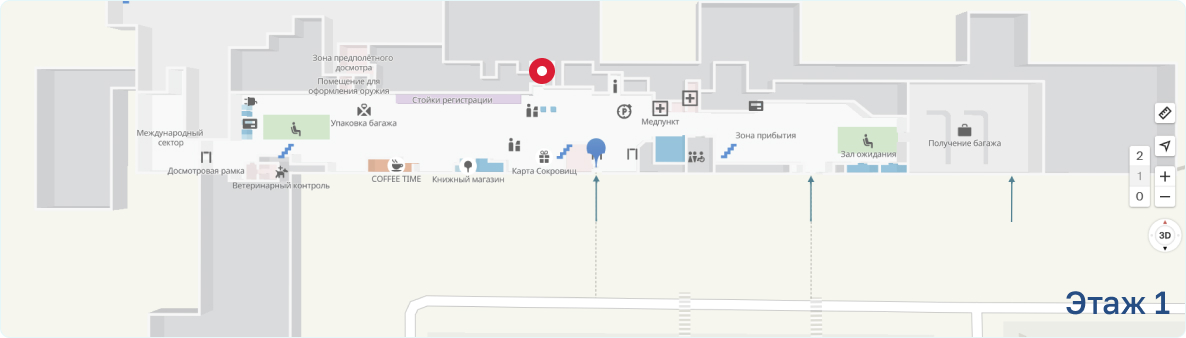 Зона предполётного
досмотра
Помещение для
оформления оружия
Стойки регистрации
Упаковка багажа
Медпункт
Международный
сектор
Зона прибытия
Получение багажа
Зал ожидания
2
1
0
Досмотровая рамка
Ветеринарный контроль
COFFEE TIME
Книжный магазин
Карта Сокровищ
3D
Этаж 1